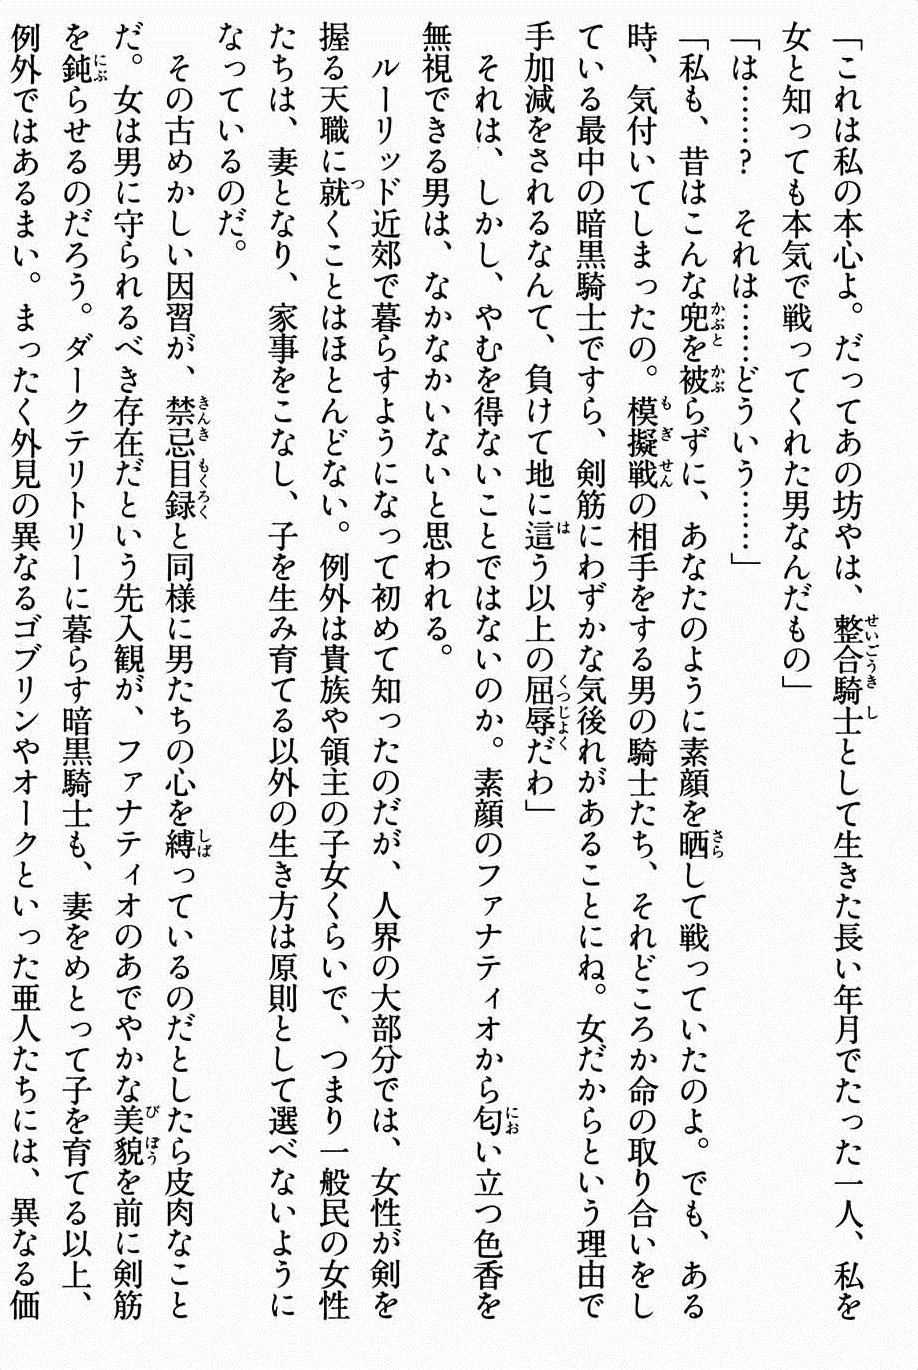 「これは私の本心よ。だってあの坊やは、整合騎士として生きた長い年月でたった一人、私を
女と知っても本気で戦ってくれた男なんだもの」
「は……？　それは……どういう……」
「私も、昔はこんな兜を被らずに、あなたのように素顔を晒して戦っていたのよ。でも、ある
時、気付いてしまったの。模擬戦の相手をする男の騎士たち、それどころか命の取り合いをし
ている最中の暗黒騎士ですら、剣筋にわずかな気後れがあることにね。女だからという理由で
手加減をされるなんて、負けて地に這う以上の屈辱だわ」
　それは、しかし、やむを得ないことではないのか。素顔のファナティオから匂い立つ色香を
無視できる男は、なかなかいないと思われる。
　ルーリッド近郊で暮らすようになって初めて知ったのだが、人界の大部分では、女性が剣を
握る天職に就くことはほとんどない。例外は貴族や領主の子女くらいで、つまり一般民の女性
たちは、妻となり、家事をこなし、子を生み育てる以外の生き方は原則として選べないように
なっているのだ。
　その古めかしい因習が、禁忌目録と同様に男たちの心を縛っているのだとしたら皮肉なこと
だ。女は男に守られるべき存在だという先入観が、ファナティオのあでやかな美貌を前に剣筋
を鈍らせるのだろう。ダークテリトリーに暮らす暗黒騎士も、妻をめとって子を育てる以上、
例外ではあるまい。まったく外見の異なるゴブリンやオークといった亜人たちには、異なる価